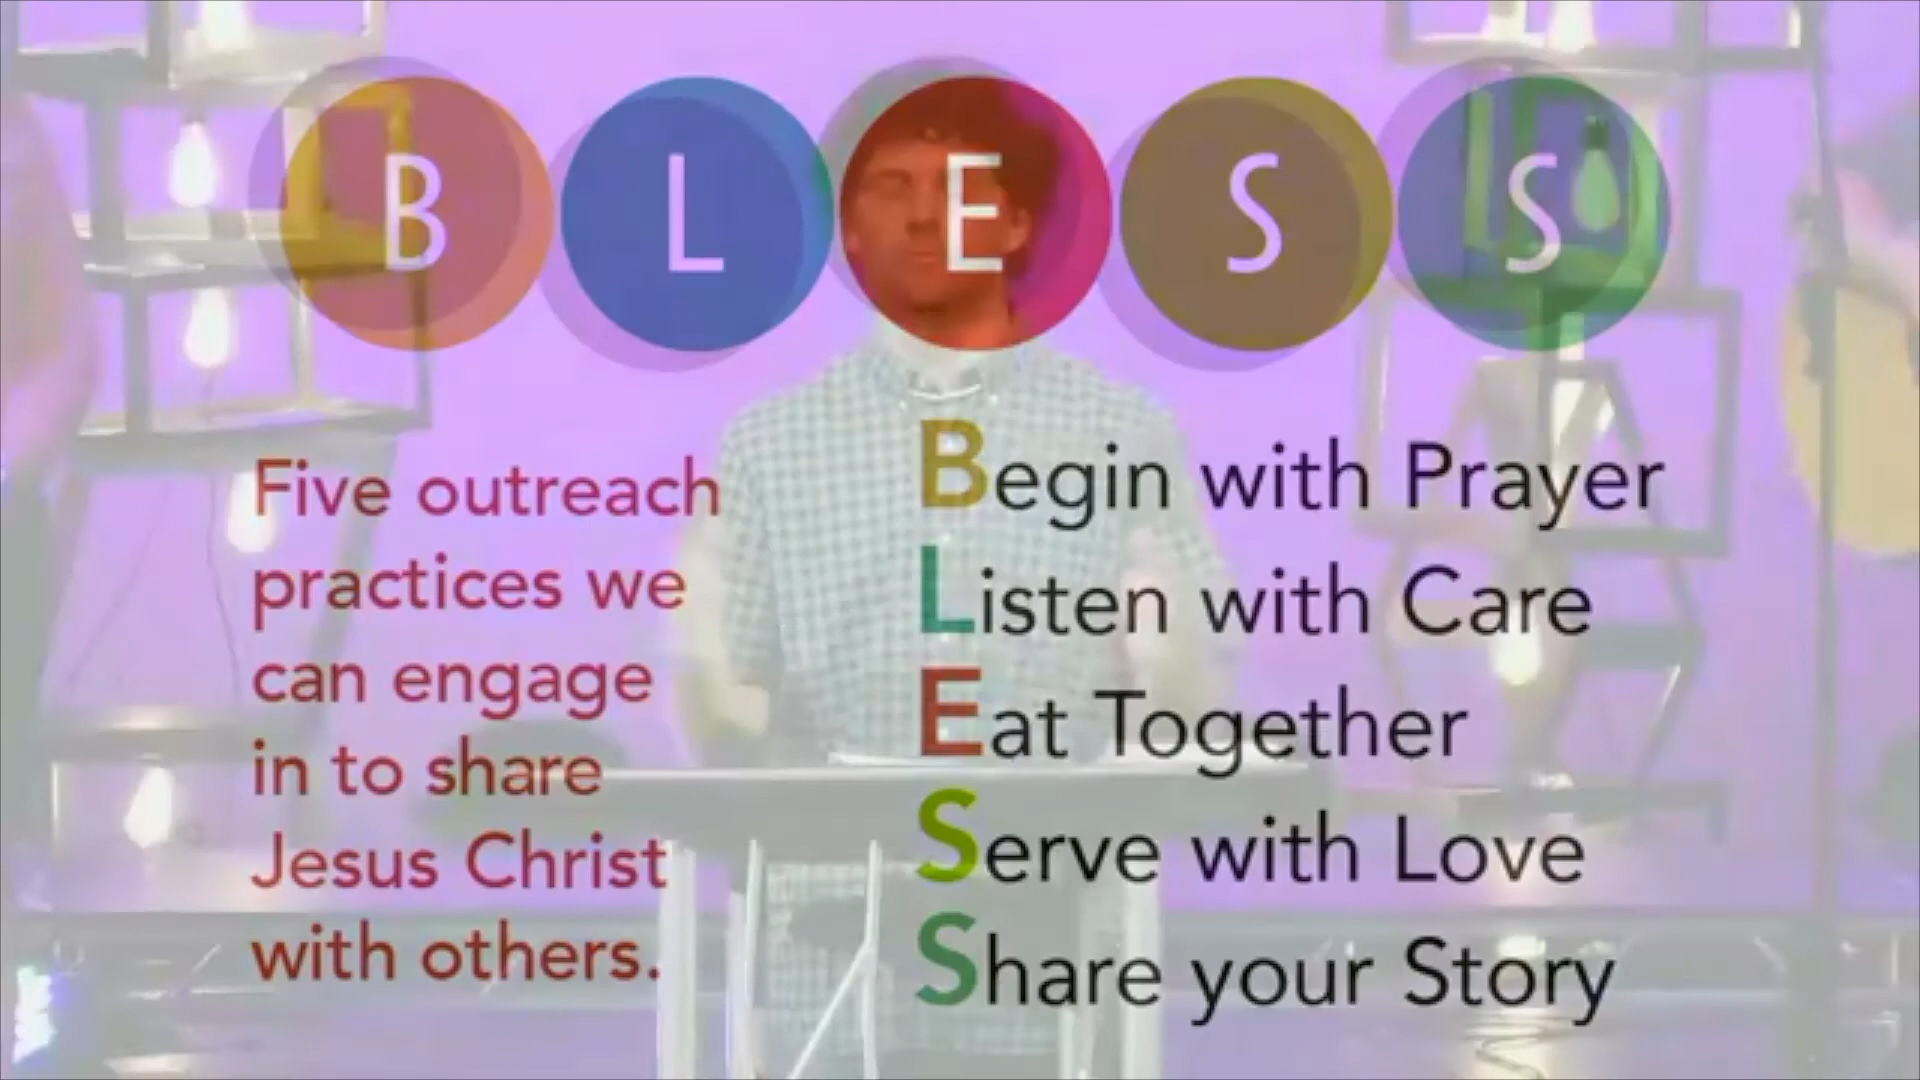 B L E S S
Five outreach
practices we
can engage
in to share
Jesus Christ
with others.
Begin with Prayer
Listen with Care
Eat Together
Serve with Love
Share your Story